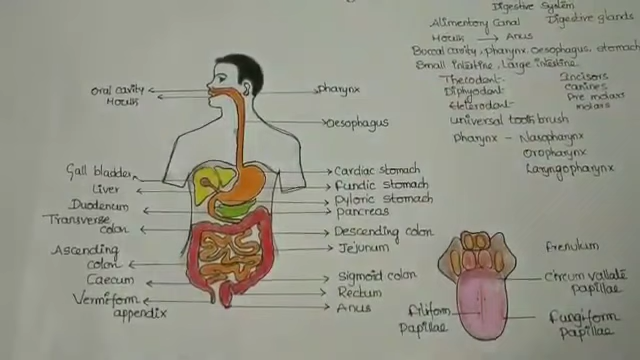 Digestive System
Alimentory Canal Digestive glands
Mouth → Anus
Buccal cavity, pharynx, oesophagus, stomach
Small intestine, Large intestine
Thecodont Incisors
Diphyodont canines
Heterodont Pre molars
molars
universal toothbrush
Pharynx - Nasopharynx
Oropharynx
Laryngopharynx
Oral cavity
Mouth
pharynx
Oesophagus
Gall bladder
Liver
Duodenum
Transverse
colon
Ascending
colon
Caecum
Vermiform
appendix
Cardiac stomach
Fundic stomach
Pyloric stomach
Pancreas
Descending colon
Jejunum
Sigmoid colon
Rectum
Anus
frenulum
Circum vallate
papillae
filiform
papillae
Fungiform
papillae